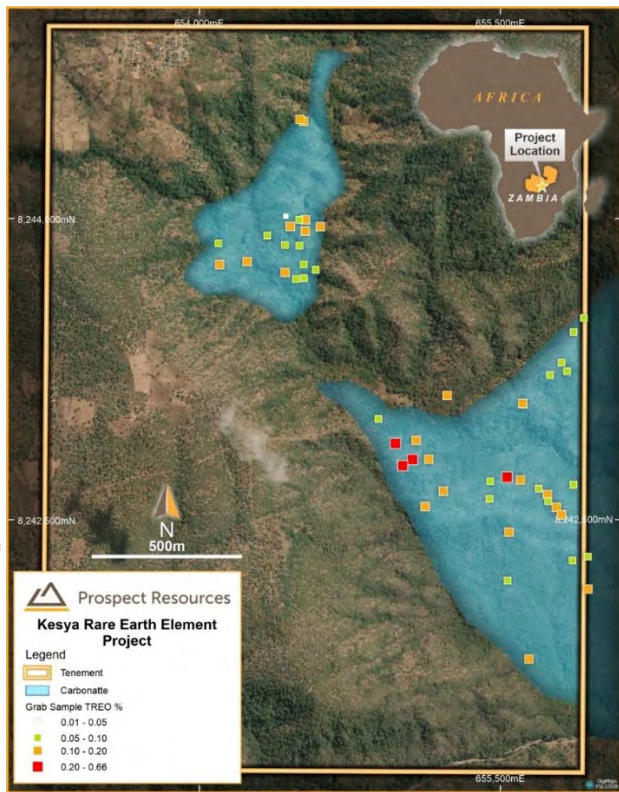 654,000mE
655,500mE
AFRICA
Project
Location
ZAMBIA
8,244,000mN
8,242,500mN
8,242,500mN
N
500m
Prospect Resources
Kesya Rare Earth Element
Project
Legend
Tenement
Carbonatte
Grab Sample TREO %
0.01 - 0.05
0.05 - 0.10
0.10 - 0.20
0.20 - 0.66
655,500mE